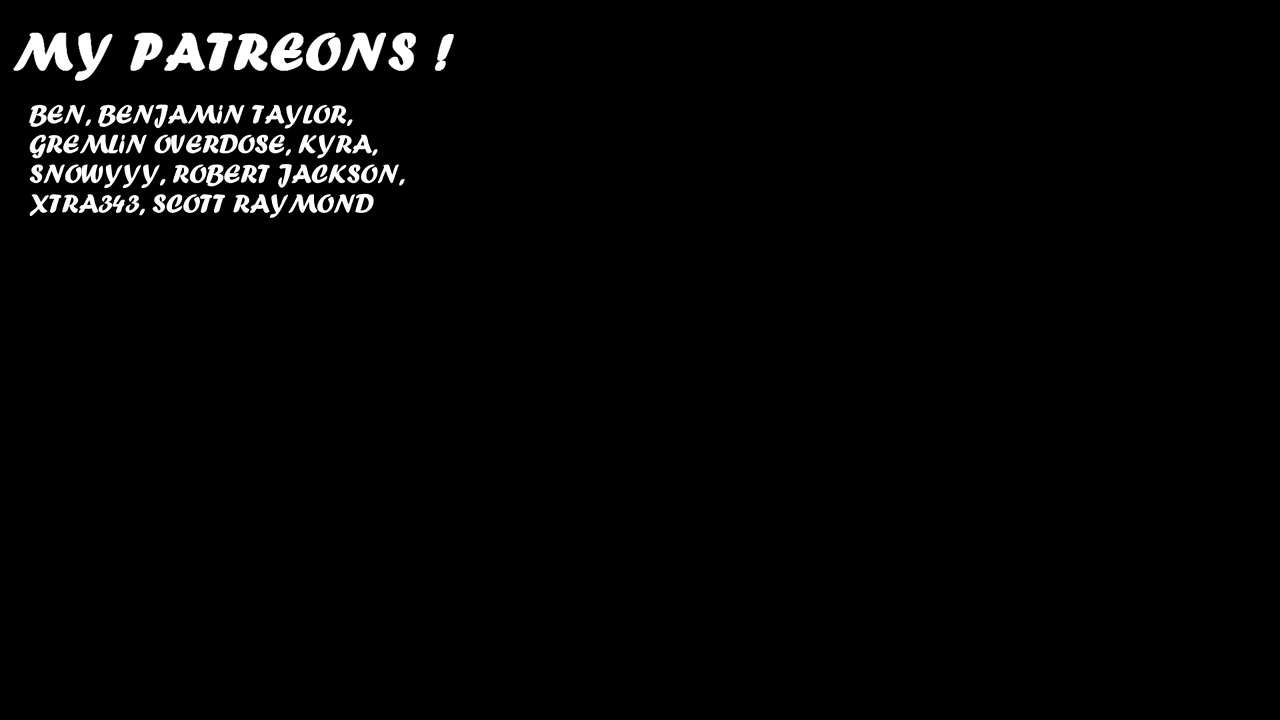 MY PATREONS !
BEN, BENJAMiN TAYLOR,
GREMLiN OVERDOSE, KYRA,
SNOWYYY, ROBERT JACKSON,
XTRA343, SCOTT RAYMOND